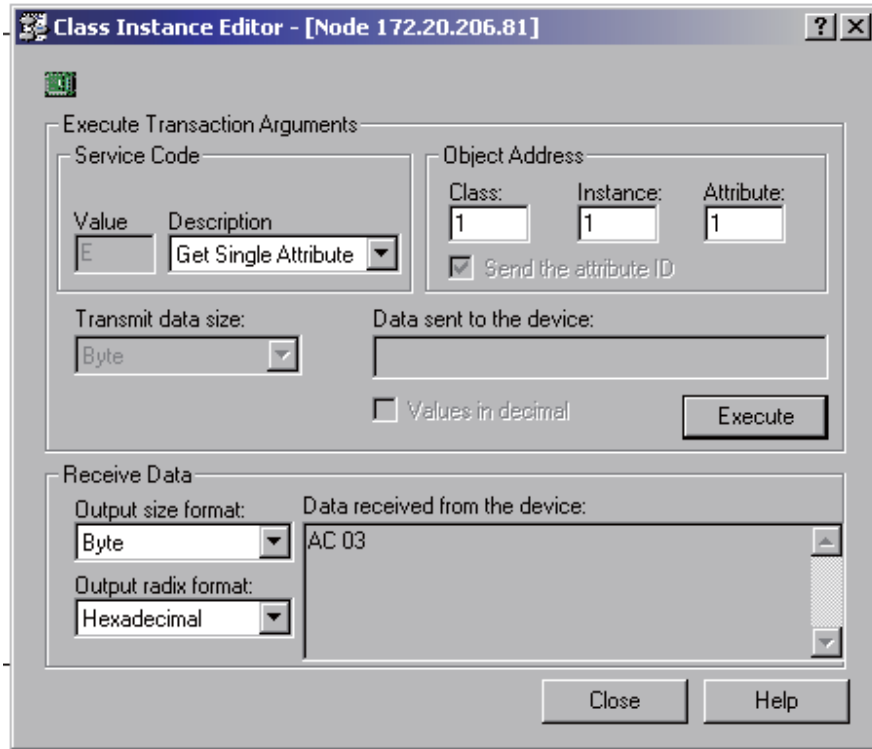 Class Instance Editor - [Node 172.20.206.81]
Execute Transaction Arguments
Service Code
Object Address
Class: Instance: Attribute:
Value Description
1 1 1
E Get Single Attribute
Send the attribute ID
Transmit data size: Data sent to the device:
Byte
Values in decimal Execute
Receive Data
Output size format: Data received from the device:
Byte AC 03
Output radix format:
Hexadecimal
Close Help